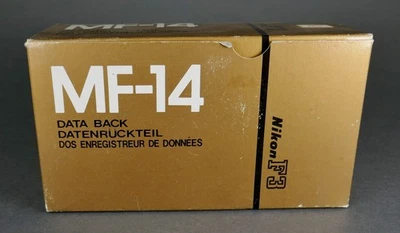 MF-14
DATA BACK
DATENRÜCKTEIL
DOS ENREGISTREUR DE DONNÉES
Nikon F3